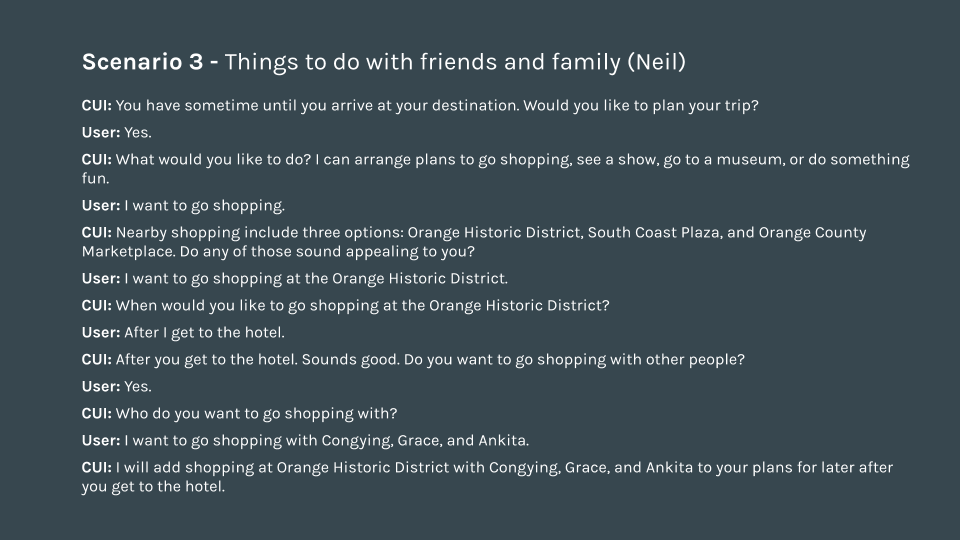 Scenario 3 - Things to do with friends and family (Neil)
CUI: You have sometime until you arrive at your destination. Would you like to plan your trip?
User: Yes.
CUI: What would you like to do? I can arrange plans to go shopping, see a show, go to a museum, or do something
fun.
User: I want to go shopping.
CUI: Nearby shopping include three options: Orange Historic District, South Coast Plaza, and Orange County
Marketplace. Do any of those sound appealing to you?
User: I want to go shopping at the Orange Historic District.
CUI: When would you like to go shopping at the Orange Historic District?
User: After I get to the hotel.
CUI: After you get to the hotel. Sounds good. Do you want to go shopping with other people?
User: Yes.
CUI: Who do you want to go shopping with?
User: I want to go shopping with Congying, Grace, and Ankita.
CUI: I will add shopping at Orange Historic District with Congying, Grace, and Ankita to your plans for later after
you get to the hotel.